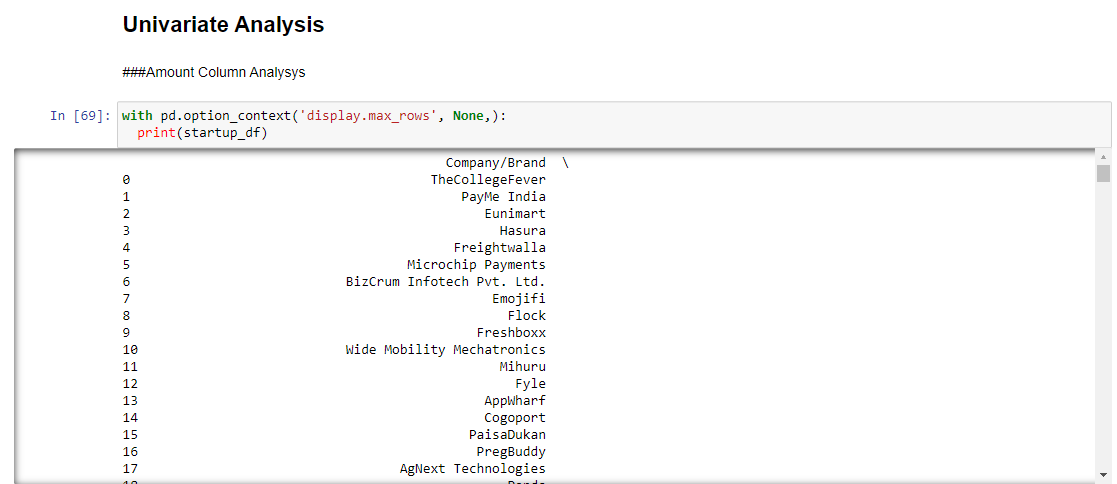 Univariate Analysis
###Amount Column Analysys
In [69]: with pd.option_context('display.max_rows', None,):
print(startup_df)
Company/Brand \
0 TheCollegeFever
1 PayMe India
2 Eunimart
3 Hasura
4 Freightwalla
5 Microchip Payments
6 BizCrum Infotech Pvt. Ltd.
7 Emojifi
8 Flock
9 Freshboxx
10 Wide Mobility Mechatronics
11 Mihuru
12 Fyle
13 AppWharf
14 Cogoport
15 PaisaDukan
16 PregBuddy
17 AgNext Technologies